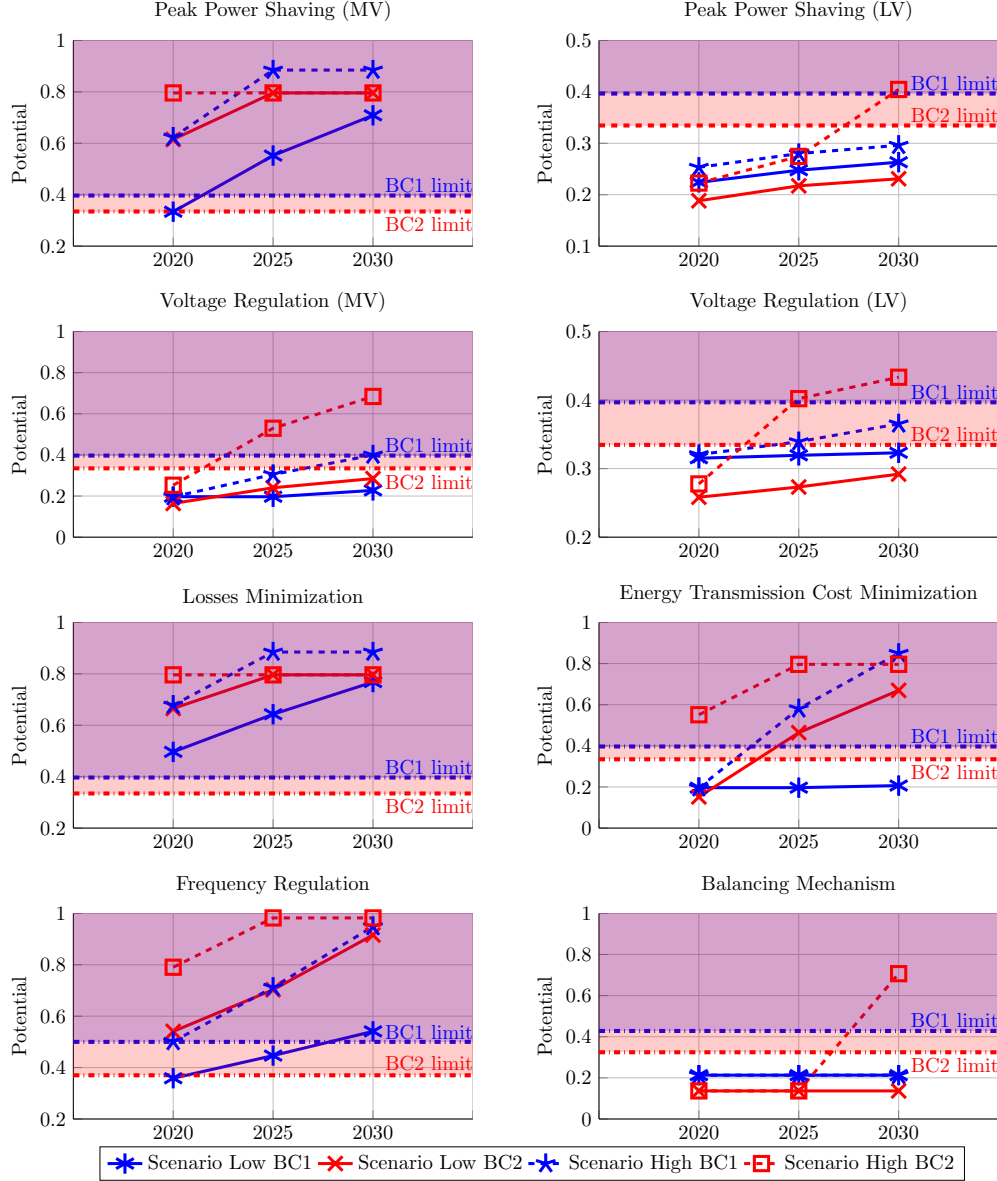 Peak Power Shaving (MV)
1
0.8
0.6
0.4
0.2
Potential
BC1 limit
BC2 limit
2020 2025 2030
Peak Power Shaving (LV)
0.5
0.4
0.3
0.2
0.1
Potential
BC1 limit
BC2 limit
2020 2025 2030
Voltage Regulation (MV)
1
0.8
0.6
0.4
0.2
0
Potential
BC1 limit
BC2 limit
2020 2025 2030
Voltage Regulation (LV)
0.5
0.4
0.3
0.2
Potential
BC1 limit
BC2 limit
2020 2025 2030
Losses Minimization
1
0.8
0.6
0.4
0.2
Potential
BC1 limit
BC2 limit
2020 2025 2030
Energy Transmission Cost Minimization
1
0.8
0.6
0.4
0.2
0
Potential
BC1 limit
BC2 limit
2020 2025 2030
Frequency Regulation
1
0.8
0.6
0.4
0.2
Potential
BC1 limit
BC2 limit
2020 2025 2030
Balancing Mechanism
1
0.8
0.6
0.4
0.2
0
Potential
BC1 limit
BC2 limit
2020 2025 2030
Scenario Low BC1 Scenario Low BC2 Scenario High BC1 Scenario High BC2